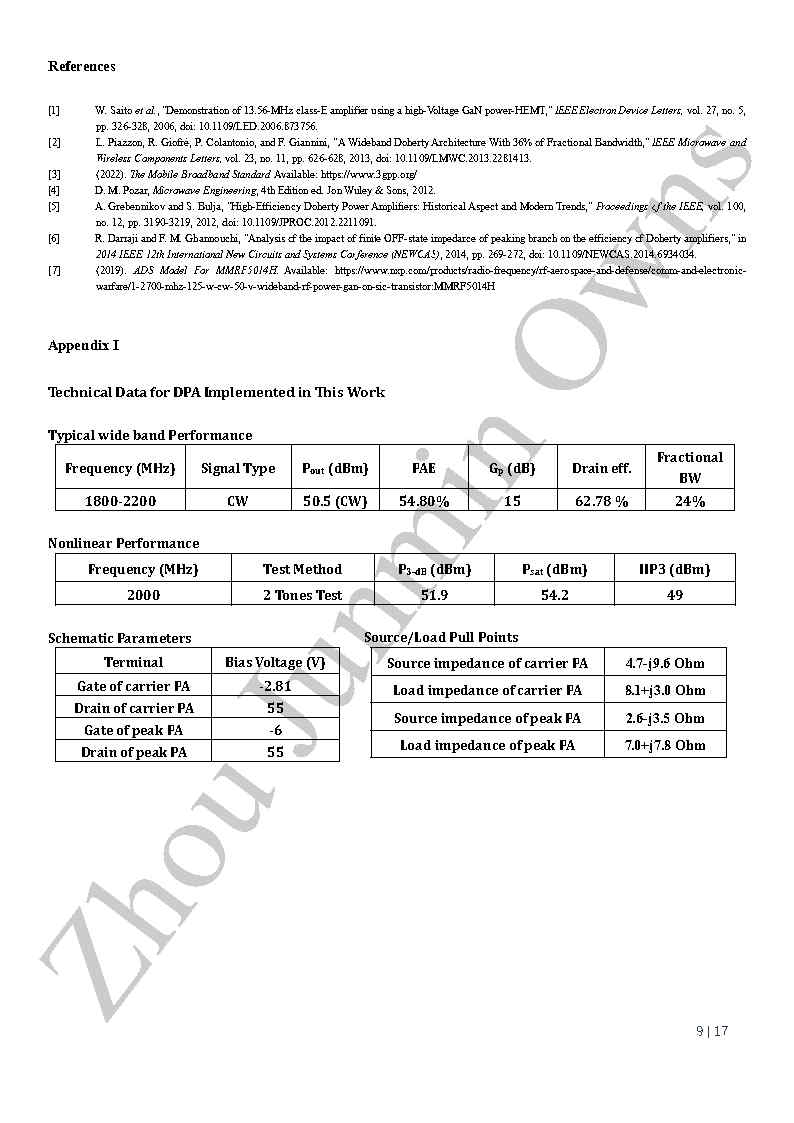 References
[1] W. Saito et al., "Demonstration of 13.56-MHz class-E amplifier using a high-Voltage GaN power-HEMT," IEEE Electron Device Letters, vol. 27, no. 5,
pp. 326-328, 2006, doi: 10.1109/LED.2006.873756.
[2] L. Piazzon, R. Giofrè, P. Colantonio, and F. Giannini, "A Wideband Doherty Architecture With 36% of Fractional Bandwidth," IEEE Microwave and
Wireless Components Letters, vol. 23, no. 11, pp. 626-628, 2013, doi: 10.1109/LMWC.2013.2281413.
[3] (2022). The Mobile Broadband Standard Available: https://www.3gpp.org/
[4] D. M. Pozar, Microwave Engineering, 4th Edition ed. Jon Wuley & Sons, 2012.
[5] A. Grebennikov and S. Bulja, "High-Efficiency Doherty Power Amplifiers: Historical Aspect and Modern Trends," Proceedings of the IEEE, vol. 100,
no. 12, pp. 3190-3219, 2012, doi: 10.1109/JPROC.2012.2211091.
[6] R. Darraji and F. M. Ghannouchi, "Analysis of the impact of finite OFF-state impedance of peaking branch on the efficiency of Doherty amplifiers," in
2014 IEEE 12th International New Circuits and Systems Conference (NEWCAS), 2014, pp. 269-272, doi: 10.1109/NEWCAS.2014.6934034.
[7] (2019). ADS Model For MMRF5014H. Available: https://www.nxp.com/products/radio-frequency/rf-aerospace-and-defense/comm-and-electronic-
warfare/1-2700-mhz-125-w-cw-50-v-wideband-rf-power-gan-on-sic-transistor:MMRF5014H
Appendix I
Technical Data for DPA Implemented in This Work
Typical wide band Performance
Frequency (MHz) Signal Type Pout (dBm) PAE Gp (dB) Drain eff. Fractional BW
1800-2200 CW 50.5 (CW) 54.80% 15 62.78 % 24%
Nonlinear Performance
Frequency (MHz) Test Method P3-dB (dBm) Psat (dBm) IIP3 (dBm)
2000 2 Tones Test 51.9 54.2 49
Schematic Parameters
Terminal Bias Voltage (V)
Gate of carrier PA -2.81
Drain of carrier PA 55
Gate of peak PA -6
Drain of peak PA 55
Source/Load Pull Points
Source impedance of carrier PA 4.7-j9.6 Ohm
Load impedance of carrier PA 8.1+j3.0 Ohm
Source impedance of peak PA 2.6-j3.5 Ohm
Load impedance of peak PA 7.0+j7.8 Ohm
Zhou Junmin Owns
9 | 17